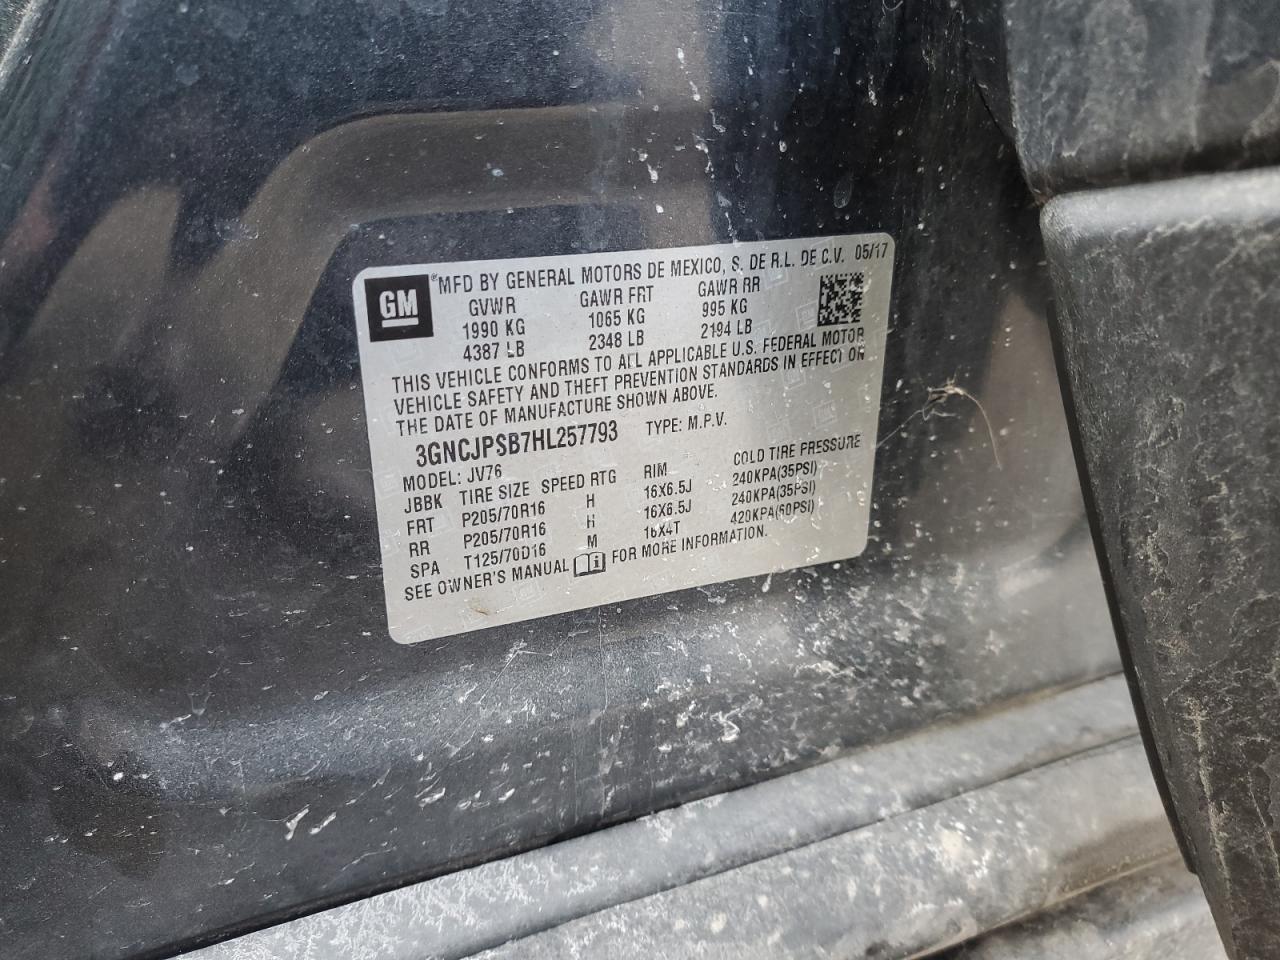 GM
®MFD BY GENERAL MOTORS DE MEXICO, S. DE R.L. DE C.V. 05/17
GVWR GAWR FRT GAWR RR
1990 KG 1065 KG 995 KG
4387 LB 2348 LB 2194 LB
THIS VEHICLE CONFORMS TO ALL APPLICABLE U.S. FEDERAL MOTOR
VEHICLE SAFETY AND THEFT PREVENTION STANDARDS IN EFFECT ON
THE DATE OF MANUFACTURE SHOWN ABOVE.
3GNCJPSB7HL257793 TYPE: M.P.V.
MODEL: JV76
JBBK TIRE SIZE SPEED RTG RIM COLD TIRE PRESSURE
FRT P205/70R16 H 16X6.5J 240KPA(35PSI)
RR P205/70R16 H 16X6.5J 240KPA(35PSI)
SPA T125/70D16 M 16X4T 420KPA(60PSI)
SEE OWNER'S MANUAL FOR MORE INFORMATION.